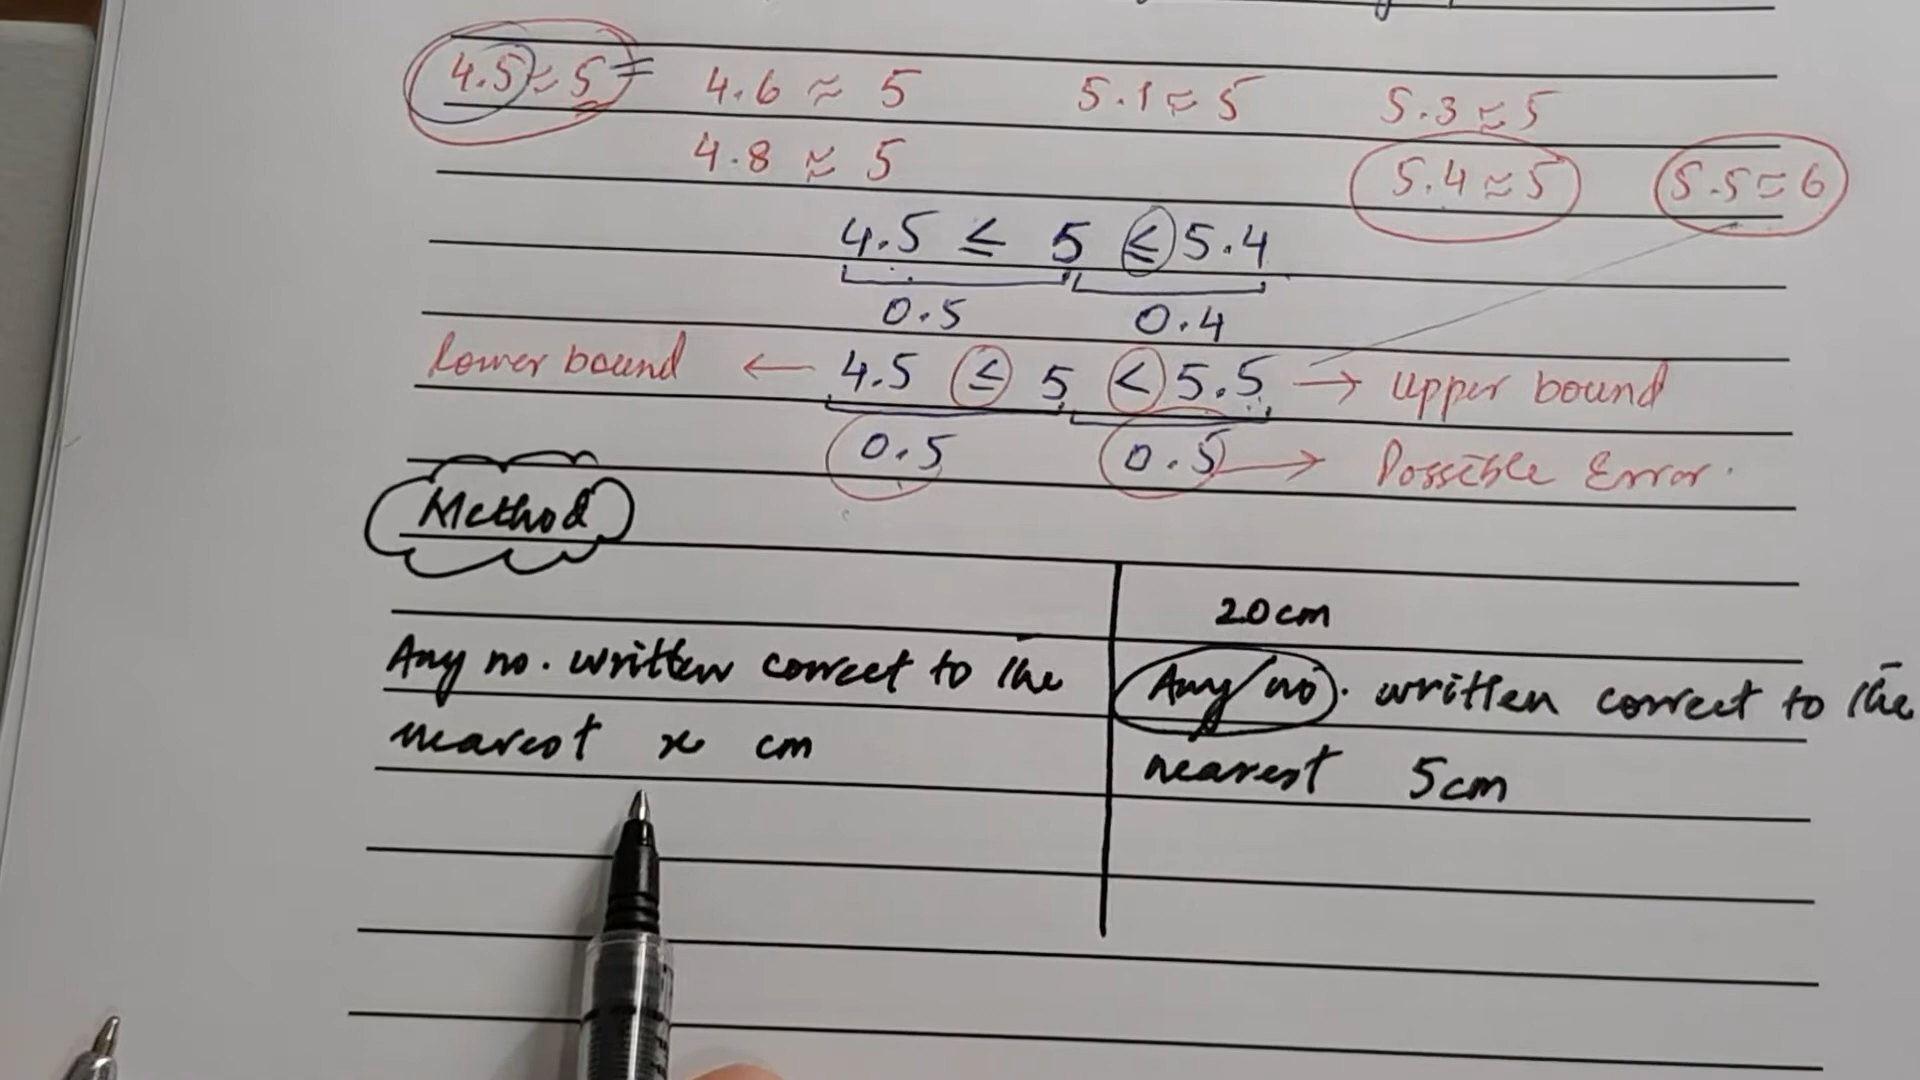 4.5 ≈ 5 4.6 ≈ 5 5.1 ≈ 5 5.3 ≈ 5
4.8 ≈ 5 5.4 ≈ 5 5.5 ≈ 6
4.5 ≤ 5 ≤ 5.4
0.5 0.4
Lower bound ← 4.5 ≤ 5 < 5.5 → upper bound
0.5 0.5 → Possible Error.
Method
20cm
Any no. written correct to the
nearest x cm
Any no. written correct to the
nearest 5cm